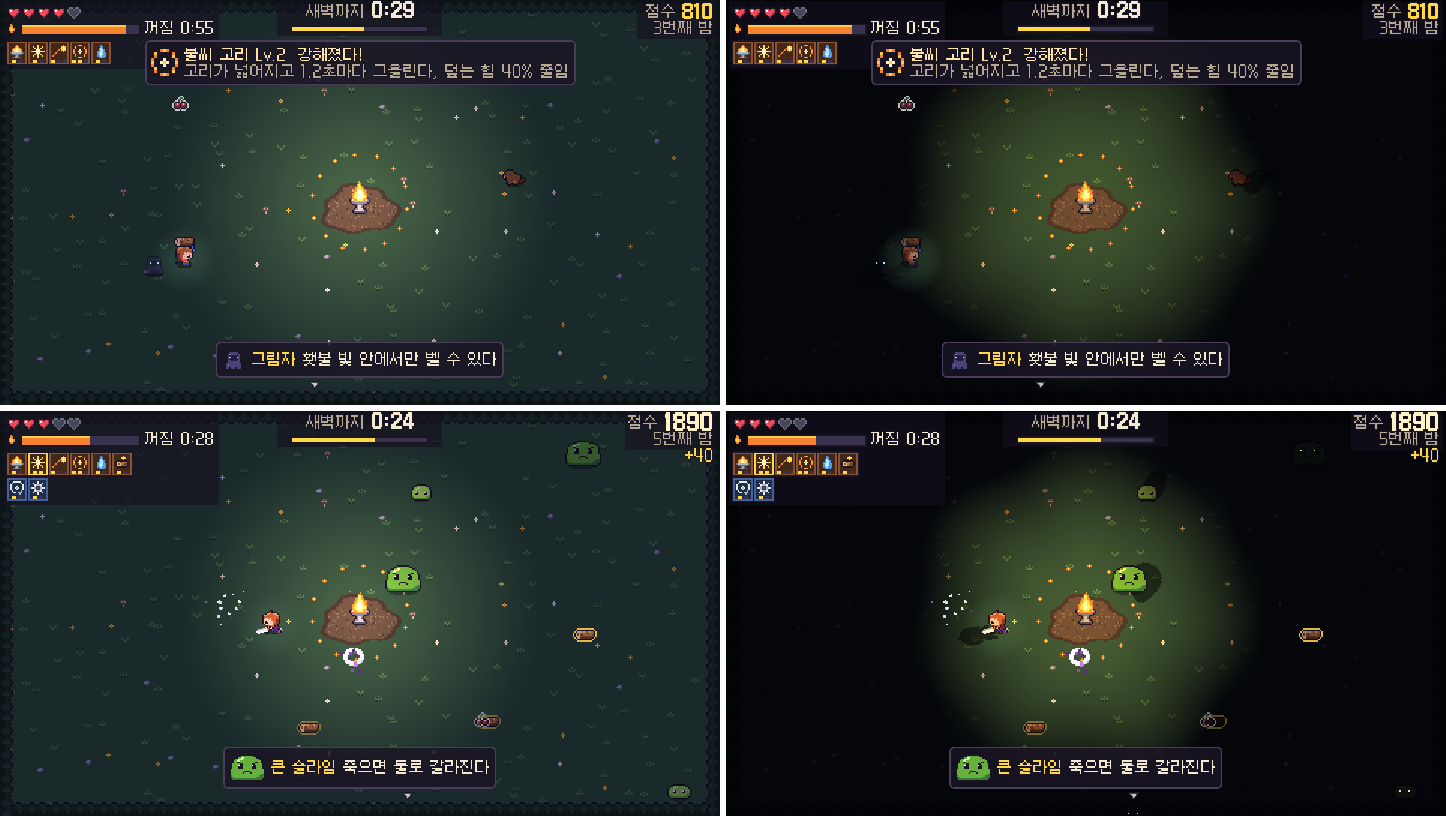 새벽까지 0:29
점수 810
꺼짐 0:55
3번째 밤
불씨 고리 Lv.2 강해졌다!
고리가 넓어지고 1.2초마다 그을린다, 덮는 힘 40% 줄임
그림자 횃불 빛 안에서만 벨 수 있다
새벽까지 0:29
점수 810
꺼짐 0:55
3번째 밤
불씨 고리 Lv.2 강해졌다!
고리가 넓어지고 1.2초마다 그을린다, 덮는 힘 40% 줄임
그림자 횃불 빛 안에서만 벨 수 있다
새벽까지 0:24
점수 1890
꺼짐 0:28
5번째 밤
+40
큰 슬라임 죽으면 둘로 갈라진다
새벽까지 0:24
점수 1890
꺼짐 0:28
5번째 밤
+40
큰 슬라임 죽으면 둘로 갈라진다